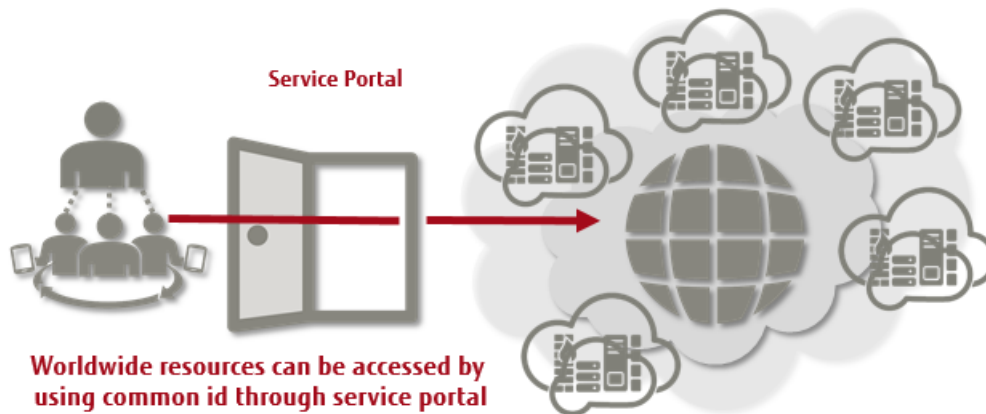 Service Portal
Worldwide resources can be accessed by
using common id through service portal